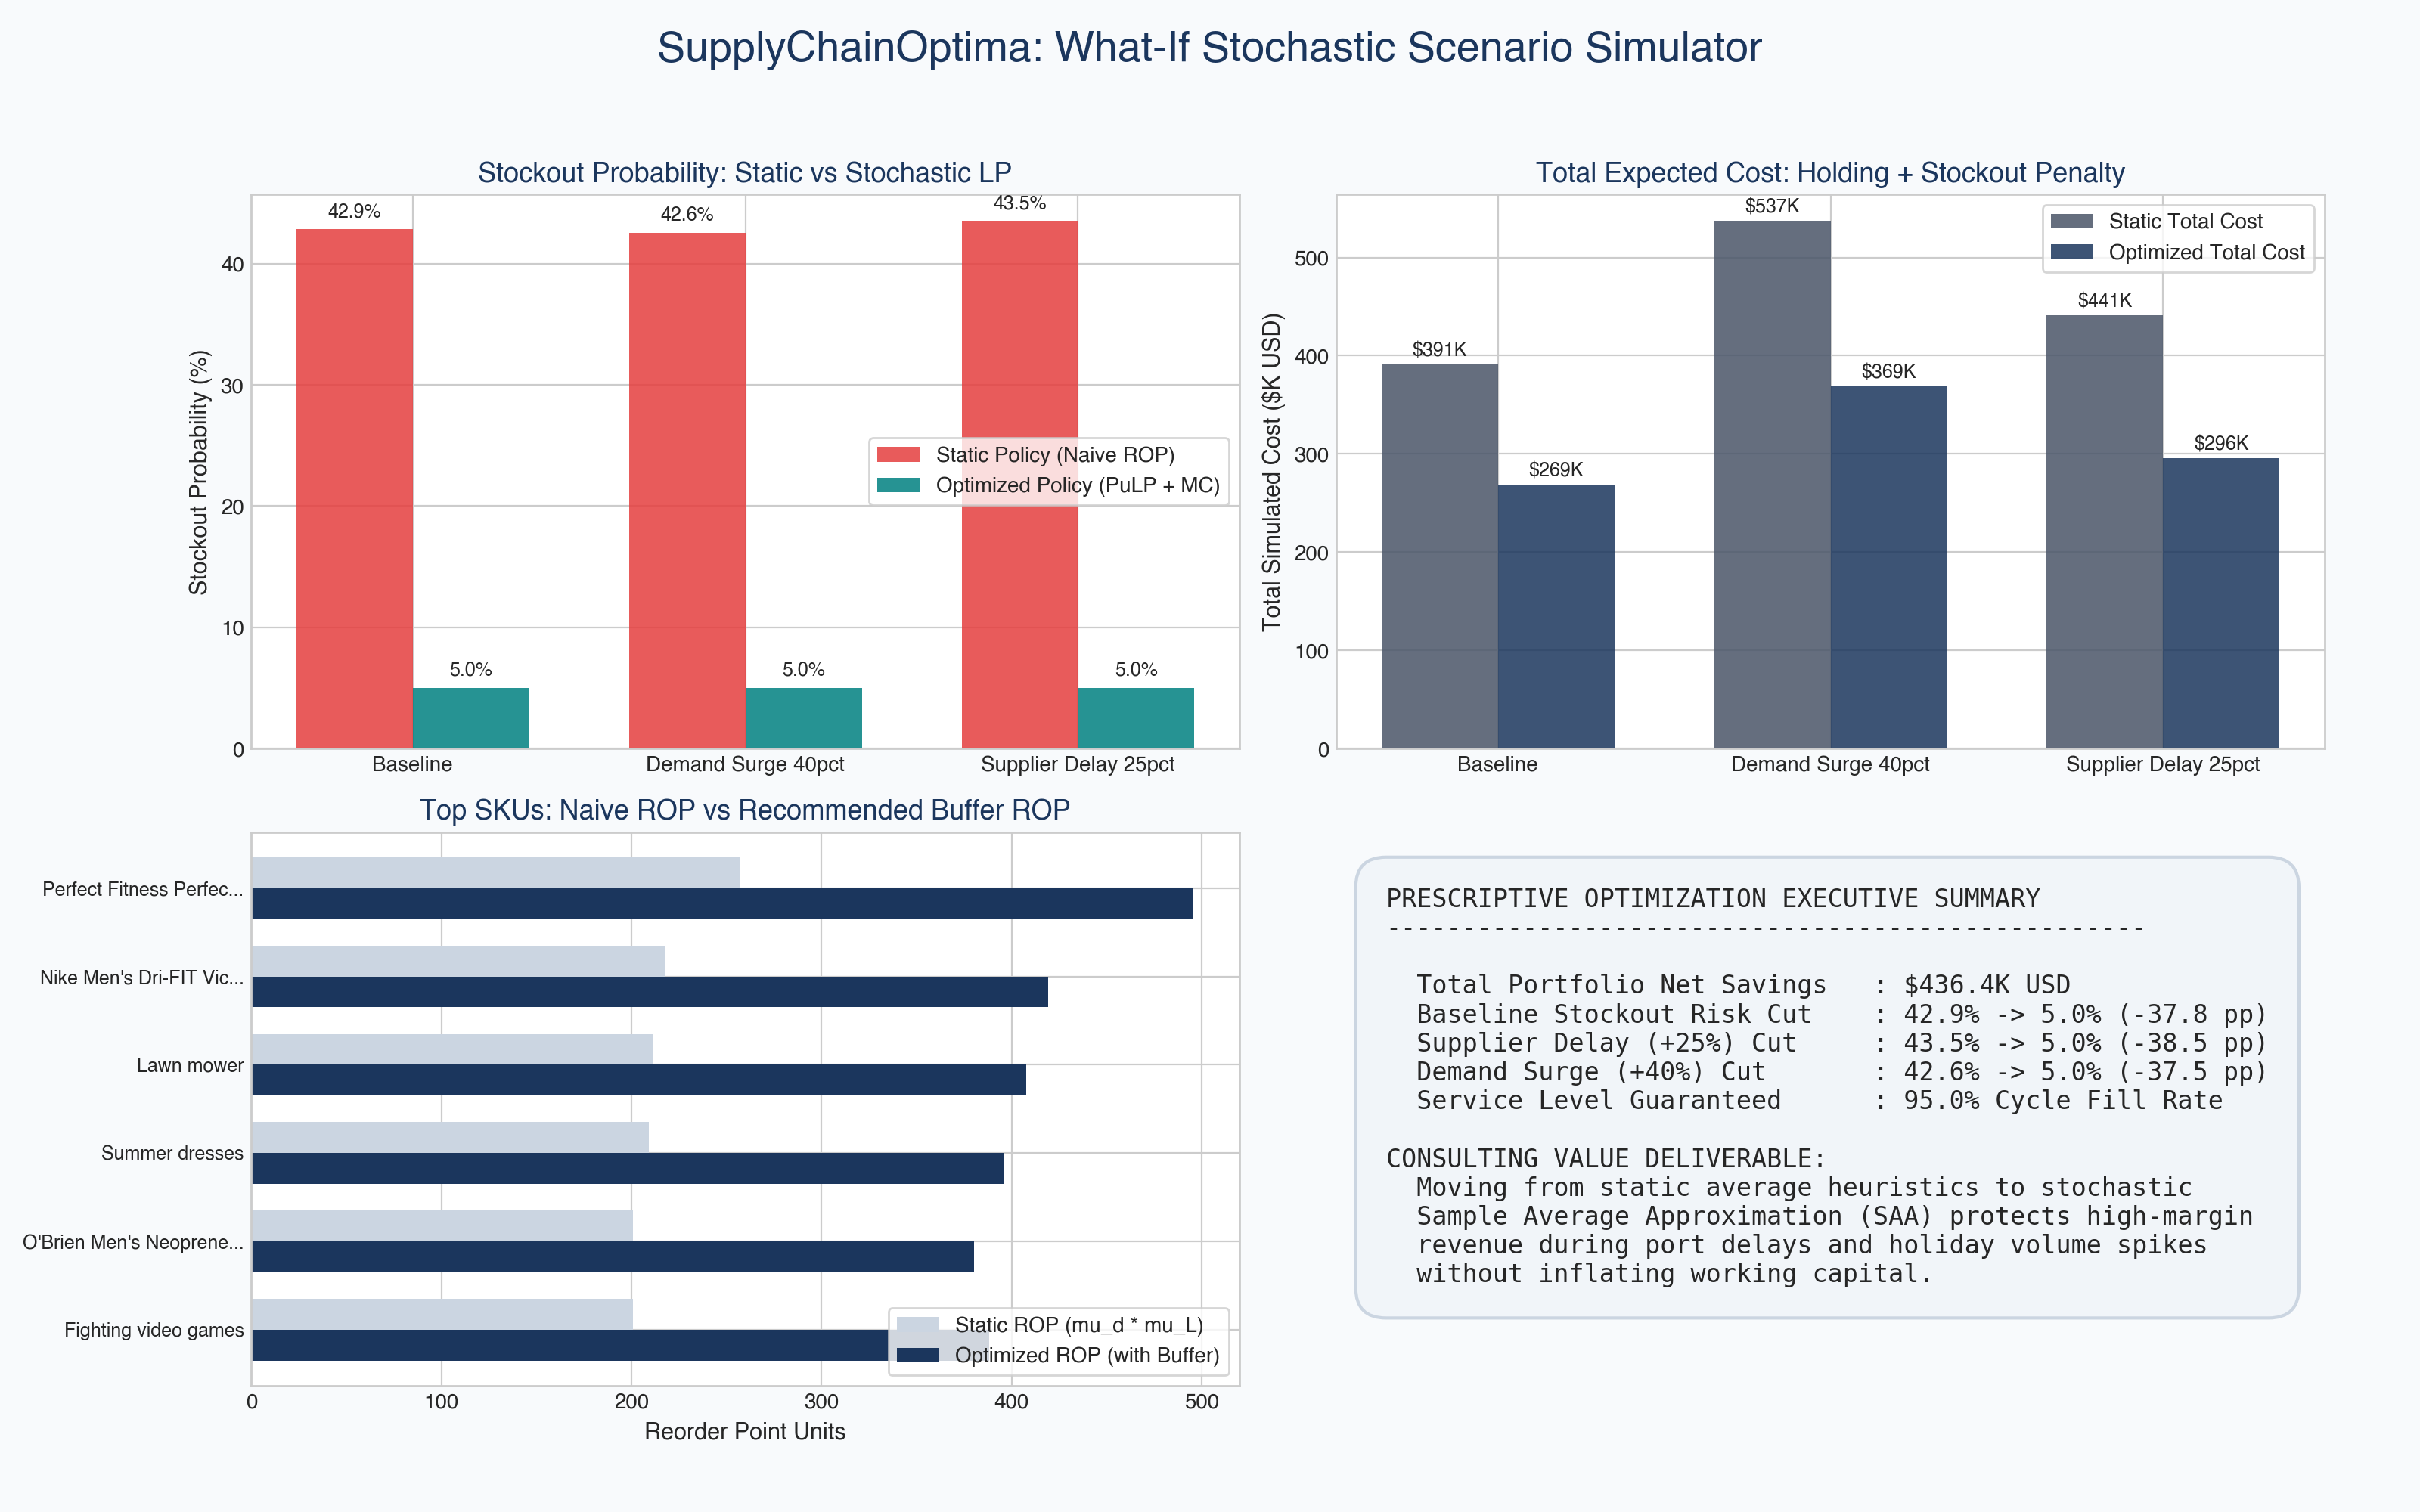 SupplyChainOptima: What-If Stochastic Scenario Simulator
Stockout Probability: Static vs Stochastic LP
Stockout Probability (%)
40
30
20
10
0
42.9%
5.0%
42.6%
5.0%
43.5%
5.0%
Static Policy (Naive ROP)
Optimized Policy (PuLP + MC)
Baseline
Demand Surge 40pct
Supplier Delay 25pct
Total Expected Cost: Holding + Stockout Penalty
Total Simulated Cost ($K USD)
500
400
300
200
100
0
$391K
$269K
$537K
$369K
$441K
$296K
Static Total Cost
Optimized Total Cost
Baseline
Demand Surge 40pct
Supplier Delay 25pct
Top SKUs: Naive ROP vs Recommended Buffer ROP
Perfect Fitness Perfec...
Nike Men's Dri-FIT Vic...
Lawn mower
Summer dresses
O'Brien Men's Neoprene...
Fighting video games
Static ROP (mu_d * mu_L)
Optimized ROP (with Buffer)
0
100
200
300
400
500
Reorder Point Units
PRESCRIPTIVE OPTIMIZATION EXECUTIVE SUMMARY
--------------------------------------------------
Total Portfolio Net Savings : $436.4K USD
Baseline Stockout Risk Cut : 42.9% -> 5.0% (-37.8 pp)
Supplier Delay (+25%) Cut : 43.5% -> 5.0% (-38.5 pp)
Demand Surge (+40%) Cut : 42.6% -> 5.0% (-37.5 pp)
Service Level Guaranteed : 95.0% Cycle Fill Rate
CONSULTING VALUE DELIVERABLE:
Moving from static average heuristics to stochastic
Sample Average Approximation (SAA) protects high-margin
revenue during port delays and holiday volume spikes
without inflating working capital.